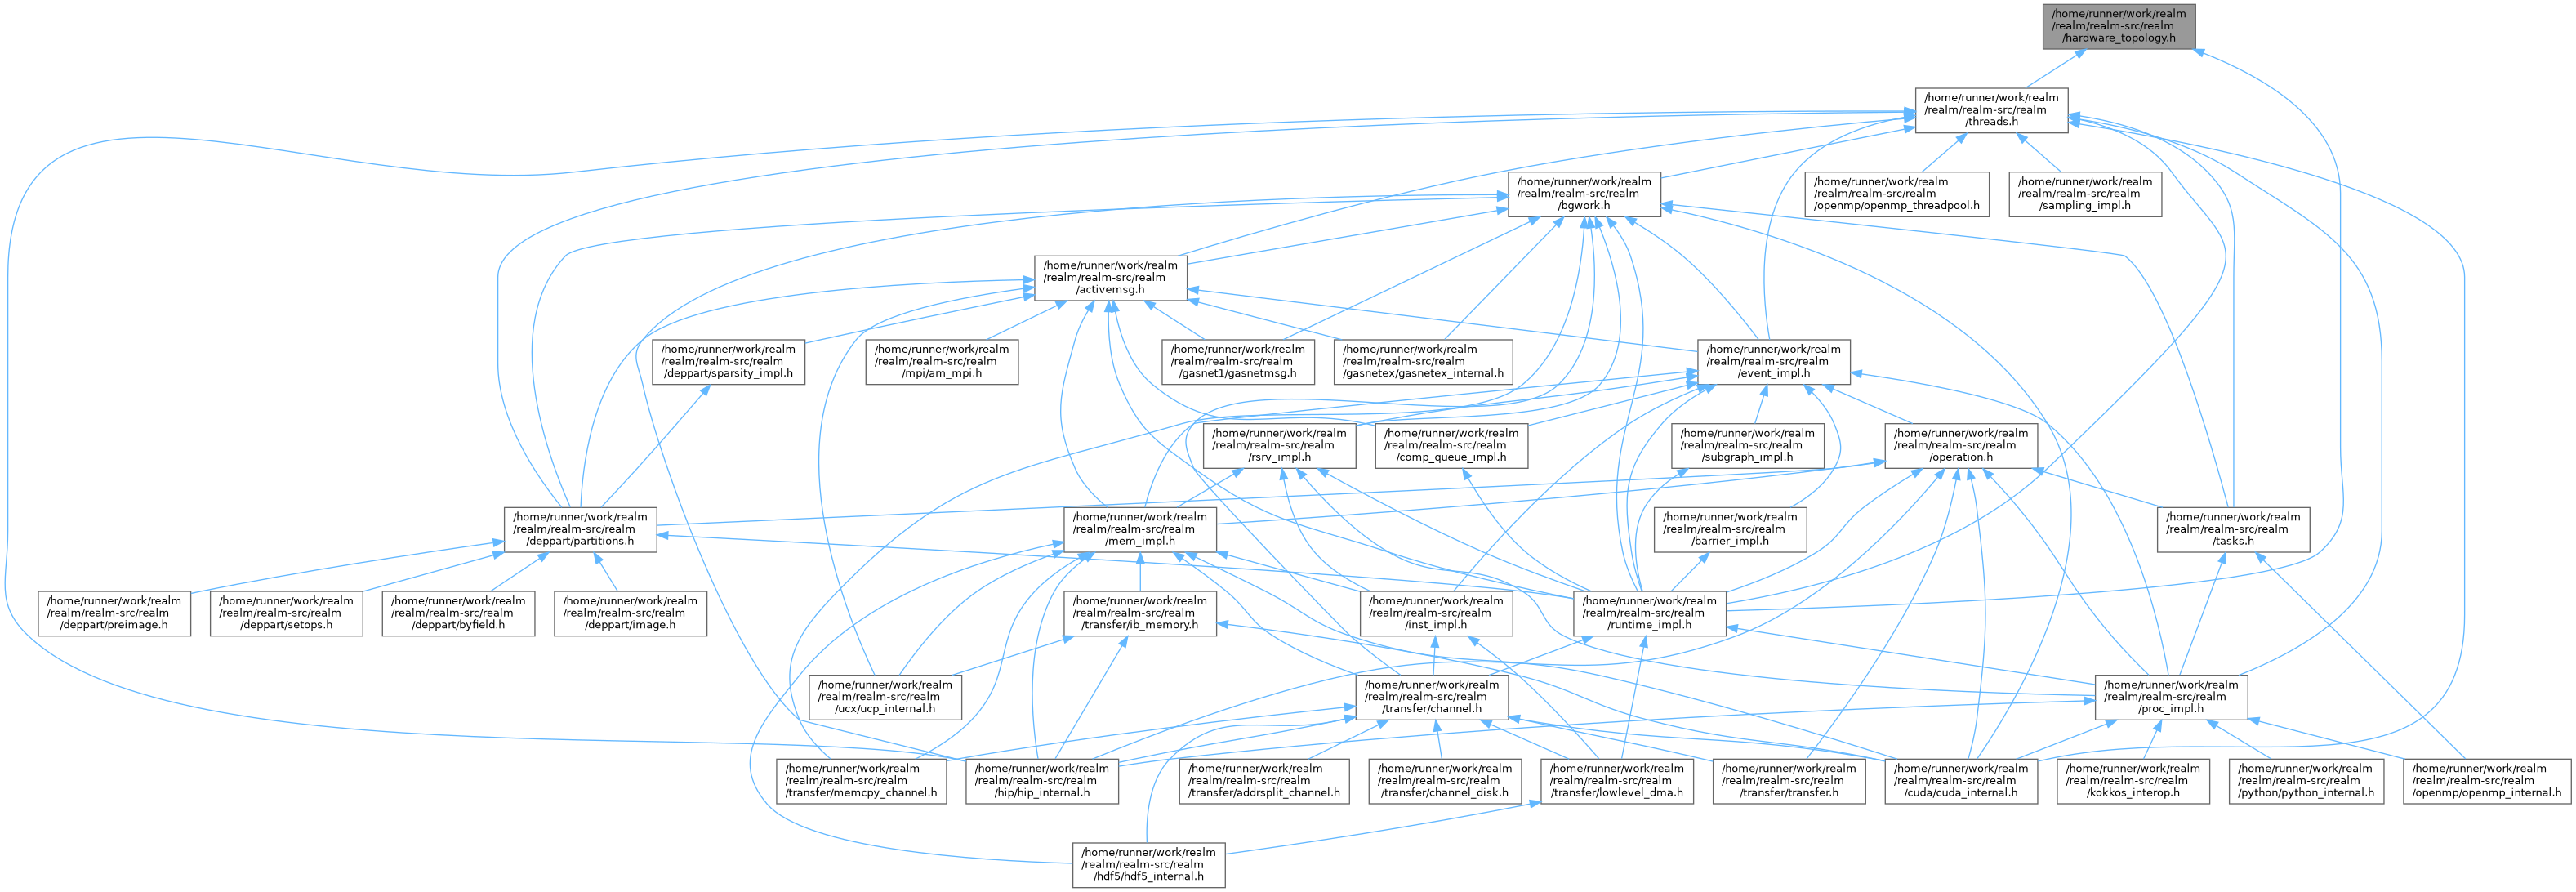 /home/runner/work/realm
/realm/realm-src/realm
/hardware_topology.h
/home/runner/work/realm
/realm/realm-src/realm
/threads.h
/home/runner/work/realm
/realm/realm-src/realm
/bgwork.h
/home/runner/work/realm
/realm/realm-src/realm
/openmp/openmp_threadpool.h
/home/runner/work/realm
/realm/realm-src/realm
/sampling_impl.h
/home/runner/work/realm
/realm/realm-src/realm
/activemsg.h
/home/runner/work/realm
/realm/realm-src/realm
/deppart/sparsity_impl.h
/home/runner/work/realm
/realm/realm-src/realm
/mpi/am_mpi.h
/home/runner/work/realm
/realm/realm-src/realm
/gasnet1/gasnetmsg.h
/home/runner/work/realm
/realm/realm-src/realm
/gasnetex/gasnetex_internal.h
/home/runner/work/realm
/realm/realm-src/realm
/event_impl.h
/home/runner/work/realm
/realm/realm-src/realm
/rsrv_impl.h
/home/runner/work/realm
/realm/realm-src/realm
/comp_queue_impl.h
/home/runner/work/realm
/realm/realm-src/realm
/subgraph_impl.h
/home/runner/work/realm
/realm/realm-src/realm
/operation.h
/home/runner/work/realm
/realm/realm-src/realm
/deppart/partitions.h
/home/runner/work/realm
/realm/realm-src/realm
/mem_impl.h
/home/runner/work/realm
/realm/realm-src/realm
/barrier_impl.h
/home/runner/work/realm
/realm/realm-src/realm
/tasks.h
/home/runner/work/realm
/realm/realm-src/realm
/deppart/preimage.h
/home/runner/work/realm
/realm/realm-src/realm
/deppart/setops.h
/home/runner/work/realm
/realm/realm-src/realm
/deppart/byfield.h
/home/runner/work/realm
/realm/realm-src/realm
/deppart/image.h
/home/runner/work/realm
/realm/realm-src/realm
/transfer/ib_memory.h
/home/runner/work/realm
/realm/realm-src/realm
/inst_impl.h
/home/runner/work/realm
/realm/realm-src/realm
/runtime_impl.h
/home/runner/work/realm
/realm/realm-src/realm
/ucx/ucp_internal.h
/home/runner/work/realm
/realm/realm-src/realm
/transfer/channel.h
/home/runner/work/realm
/realm/realm-src/realm
/proc_impl.h
/home/runner/work/realm
/realm/realm-src/realm
/transfer/memcpy_channel.h
/home/runner/work/realm
/realm/realm-src/realm
/hip/hip_internal.h
/home/runner/work/realm
/realm/realm-src/realm
/transfer/addrsplit_channel.h
/home/runner/work/realm
/realm/realm-src/realm
/transfer/channel_disk.h
/home/runner/work/realm
/realm/realm-src/realm
/transfer/lowlevel_dma.h
/home/runner/work/realm
/realm/realm-src/realm
/transfer/transfer.h
/home/runner/work/realm
/realm/realm-src/realm
/cuda/cuda_internal.h
/home/runner/work/realm
/realm/realm-src/realm
/kokkos_interop.h
/home/runner/work/realm
/realm/realm-src/realm
/python/python_internal.h
/home/runner/work/realm
/realm/realm-src/realm
/openmp/openmp_internal.h
/home/runner/work/realm
/realm/realm-src/realm
/hdf5/hdf5_internal.h